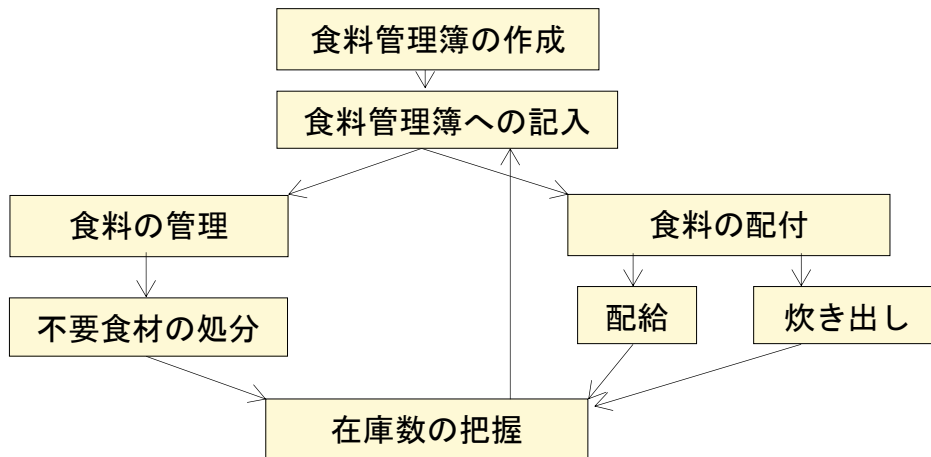 食料管理簿の作成
食料管理簿への記入
食料の管理
食料の配付
不要食材の処分
配給
炊き出し
在庫数の把握